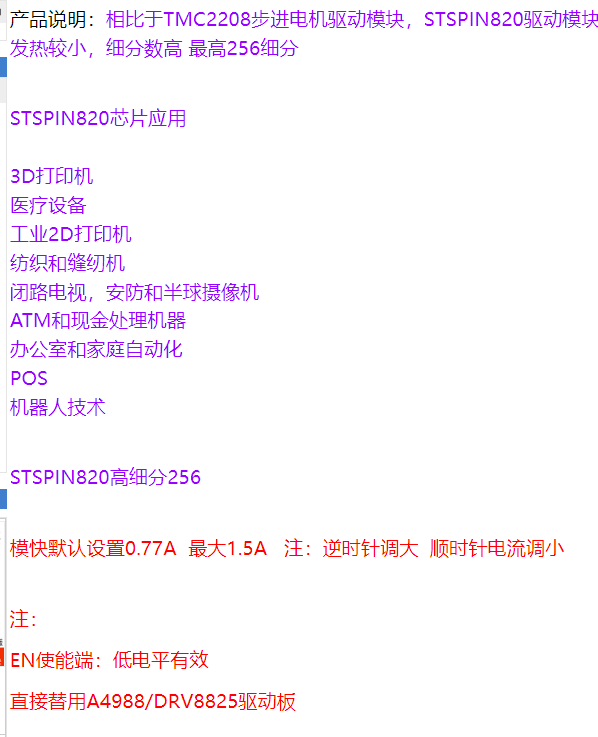 产品说明：相比于TMC2208步进电机驱动模块，STSPIN820驱动模块
发热较小，细分数高 最高256细分
STSPIN820芯片应用
3D打印机
医疗设备
工业2D打印机
纺织和缝纫机
闭路电视，安防和半球摄像机
ATM和现金处理机器
办公室和家庭自动化
POS
机器人技术
STSPIN820高细分256
模快默认设置0.77A 最大1.5A 注：逆时针调大 顺时针电流调小
注：
EN使能端：低电平有效
直接替用A4988/DRV8825驱动板